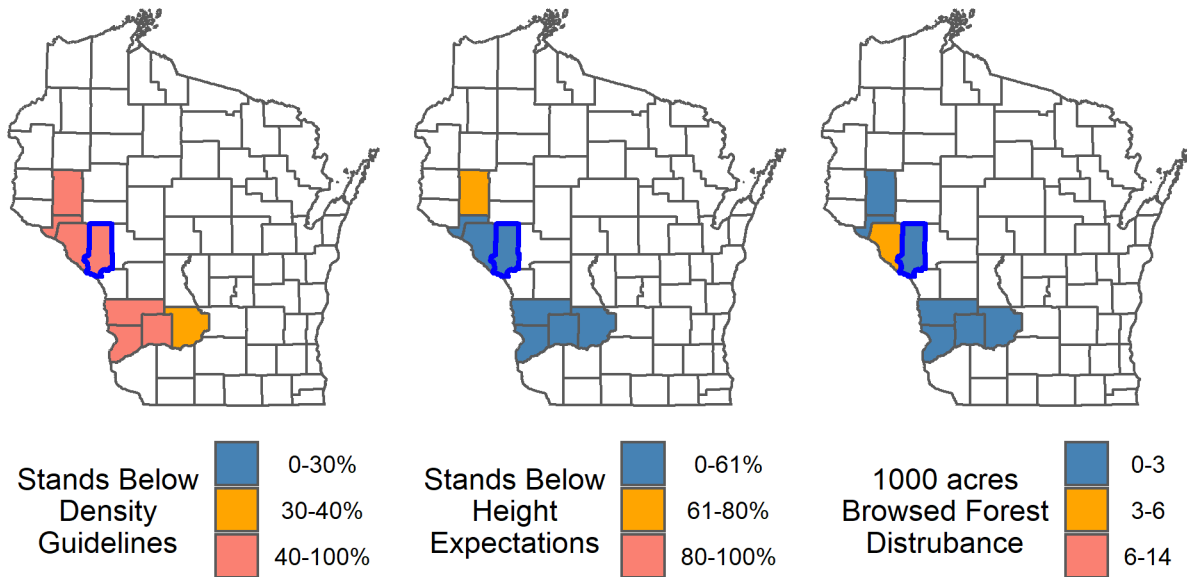 Stands Below
Density
Guidelines
0-30%
30-40%
40-100%
Stands Below
Height
Expectations
0-61%
61-80%
80-100%
1000 acres
Browsed Forest
Distrubance
0-3
3-6
6-14